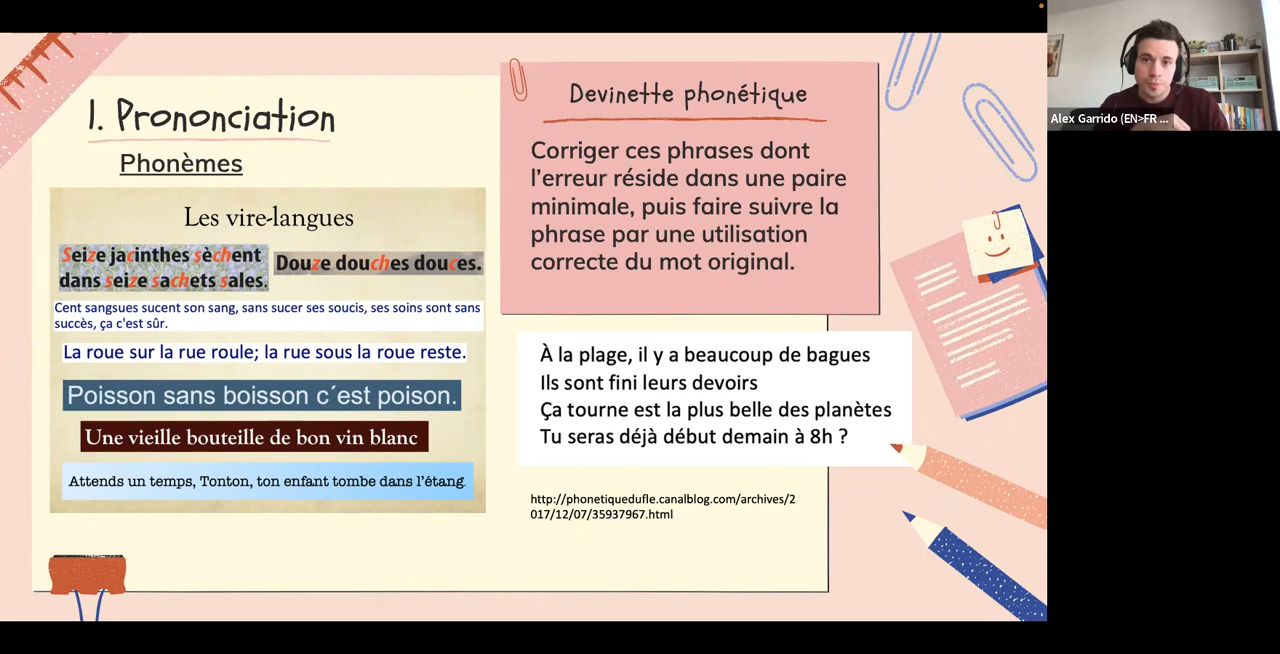 1. Prononciation
Phonèmes
Les vire-langues
Seize jacinthes sèchent
dans seize sachets sales.
Douze douches douces.
Cent sangsues sucent son sang, sans sucer ses soucis, ses soins sont sans
succès, ça c'est sûr.
La roue sur la rue roule; la rue sous la roue reste.
Poisson sans boisson c´est poison.
Une vieille bouteille de bon vin blanc
Attends un temps, Tonton, ton enfant tombe dans l'étang.
Devinette phonétique
Corriger ces phrases dont
l'erreur réside dans une paire
minimale, puis faire suivre la
phrase par une utilisation
correcte du mot original.
À la plage, il y a beaucoup de bagues
Ils sont fini leurs devoirs
Ça tourne est la plus belle des planètes
Tu seras déjà début demain à 8h ?
http://phonetiquedufle.canalblog.com/archives/2
017/12/07/35937967.html
Alex Garrido (EN>FR ...